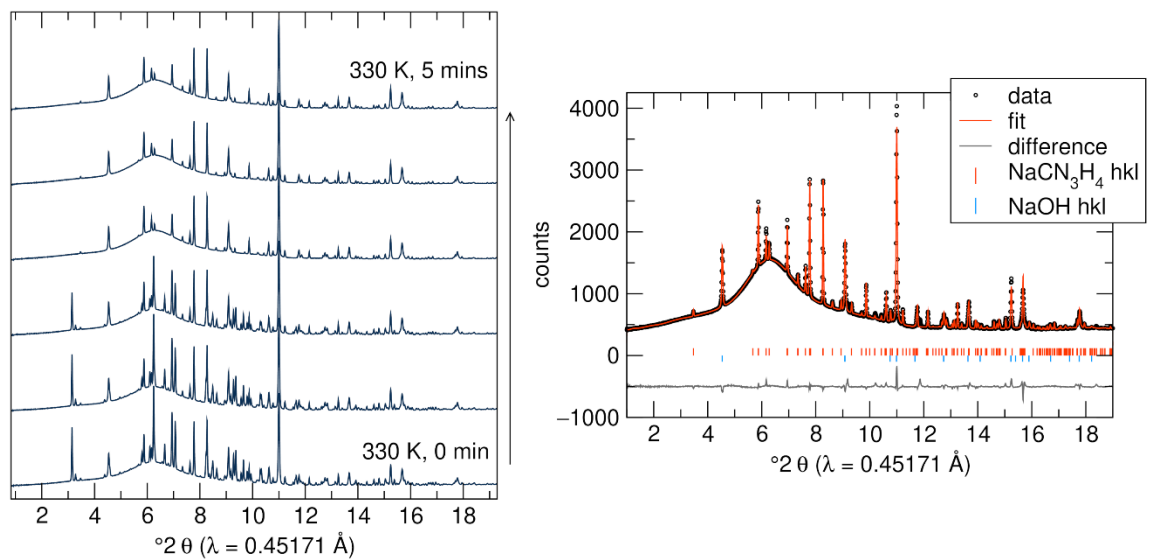 330 K, 5 mins
330 K, 0 min
2 4 6 8 10 12 14 16 18
°2 θ (λ = 0.45171 Å)
data
fit
difference
NaCN₃H₄ hkl
NaOH hkl
counts
4000
3000
2000
1000
0
−1000
2 4 6 8 10 12 14 16 18
°2 θ (λ = 0.45171 Å)